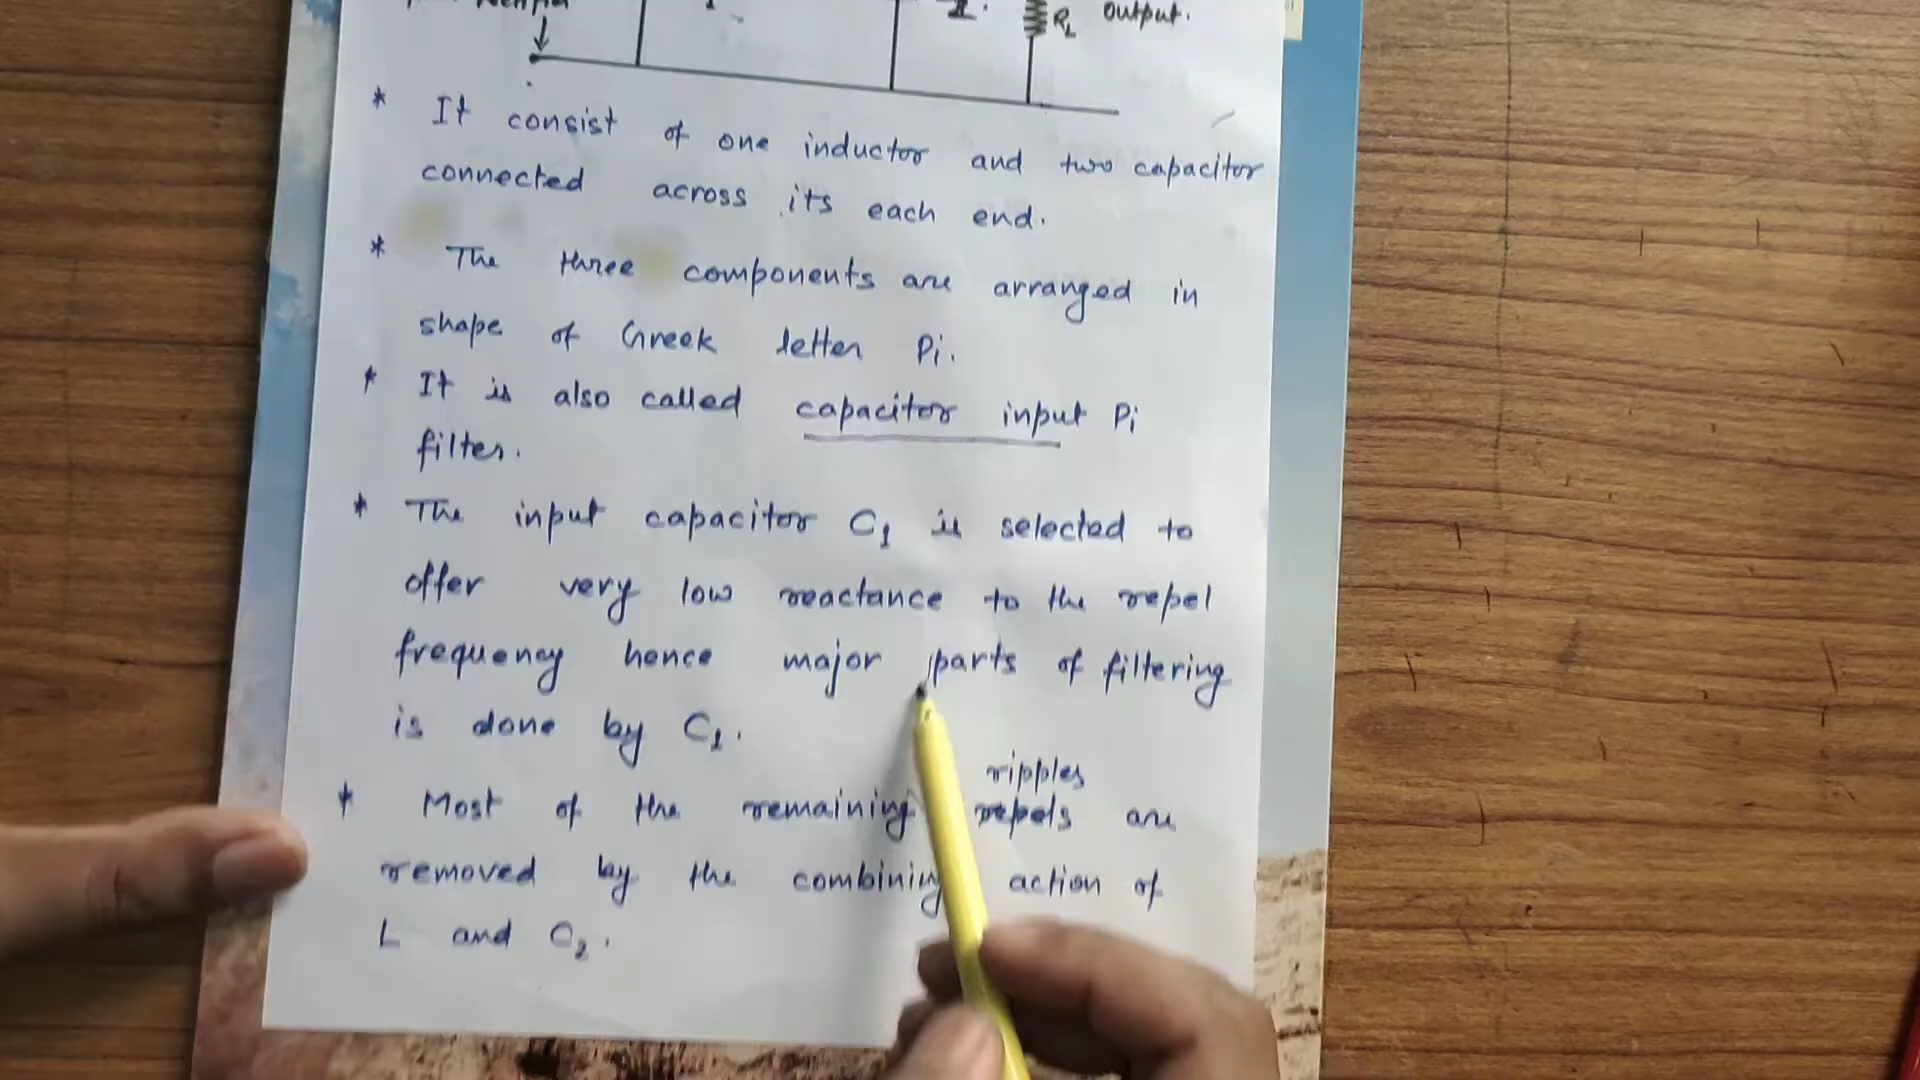 R_L output.
* It consist of one inductor and two capacitor
connected across its each end.
* The three components are arranged in
shape of Greek letter Pi.
* It is also called capacitor input Pi
filter.
* The input capacitor C₁ is selected to
offer very low reactance to the repel
frequency hence major parts of filtering
is done by C₁.
ripples
* Most of the remaining repels are
removed by the combining action of
L and C₂.